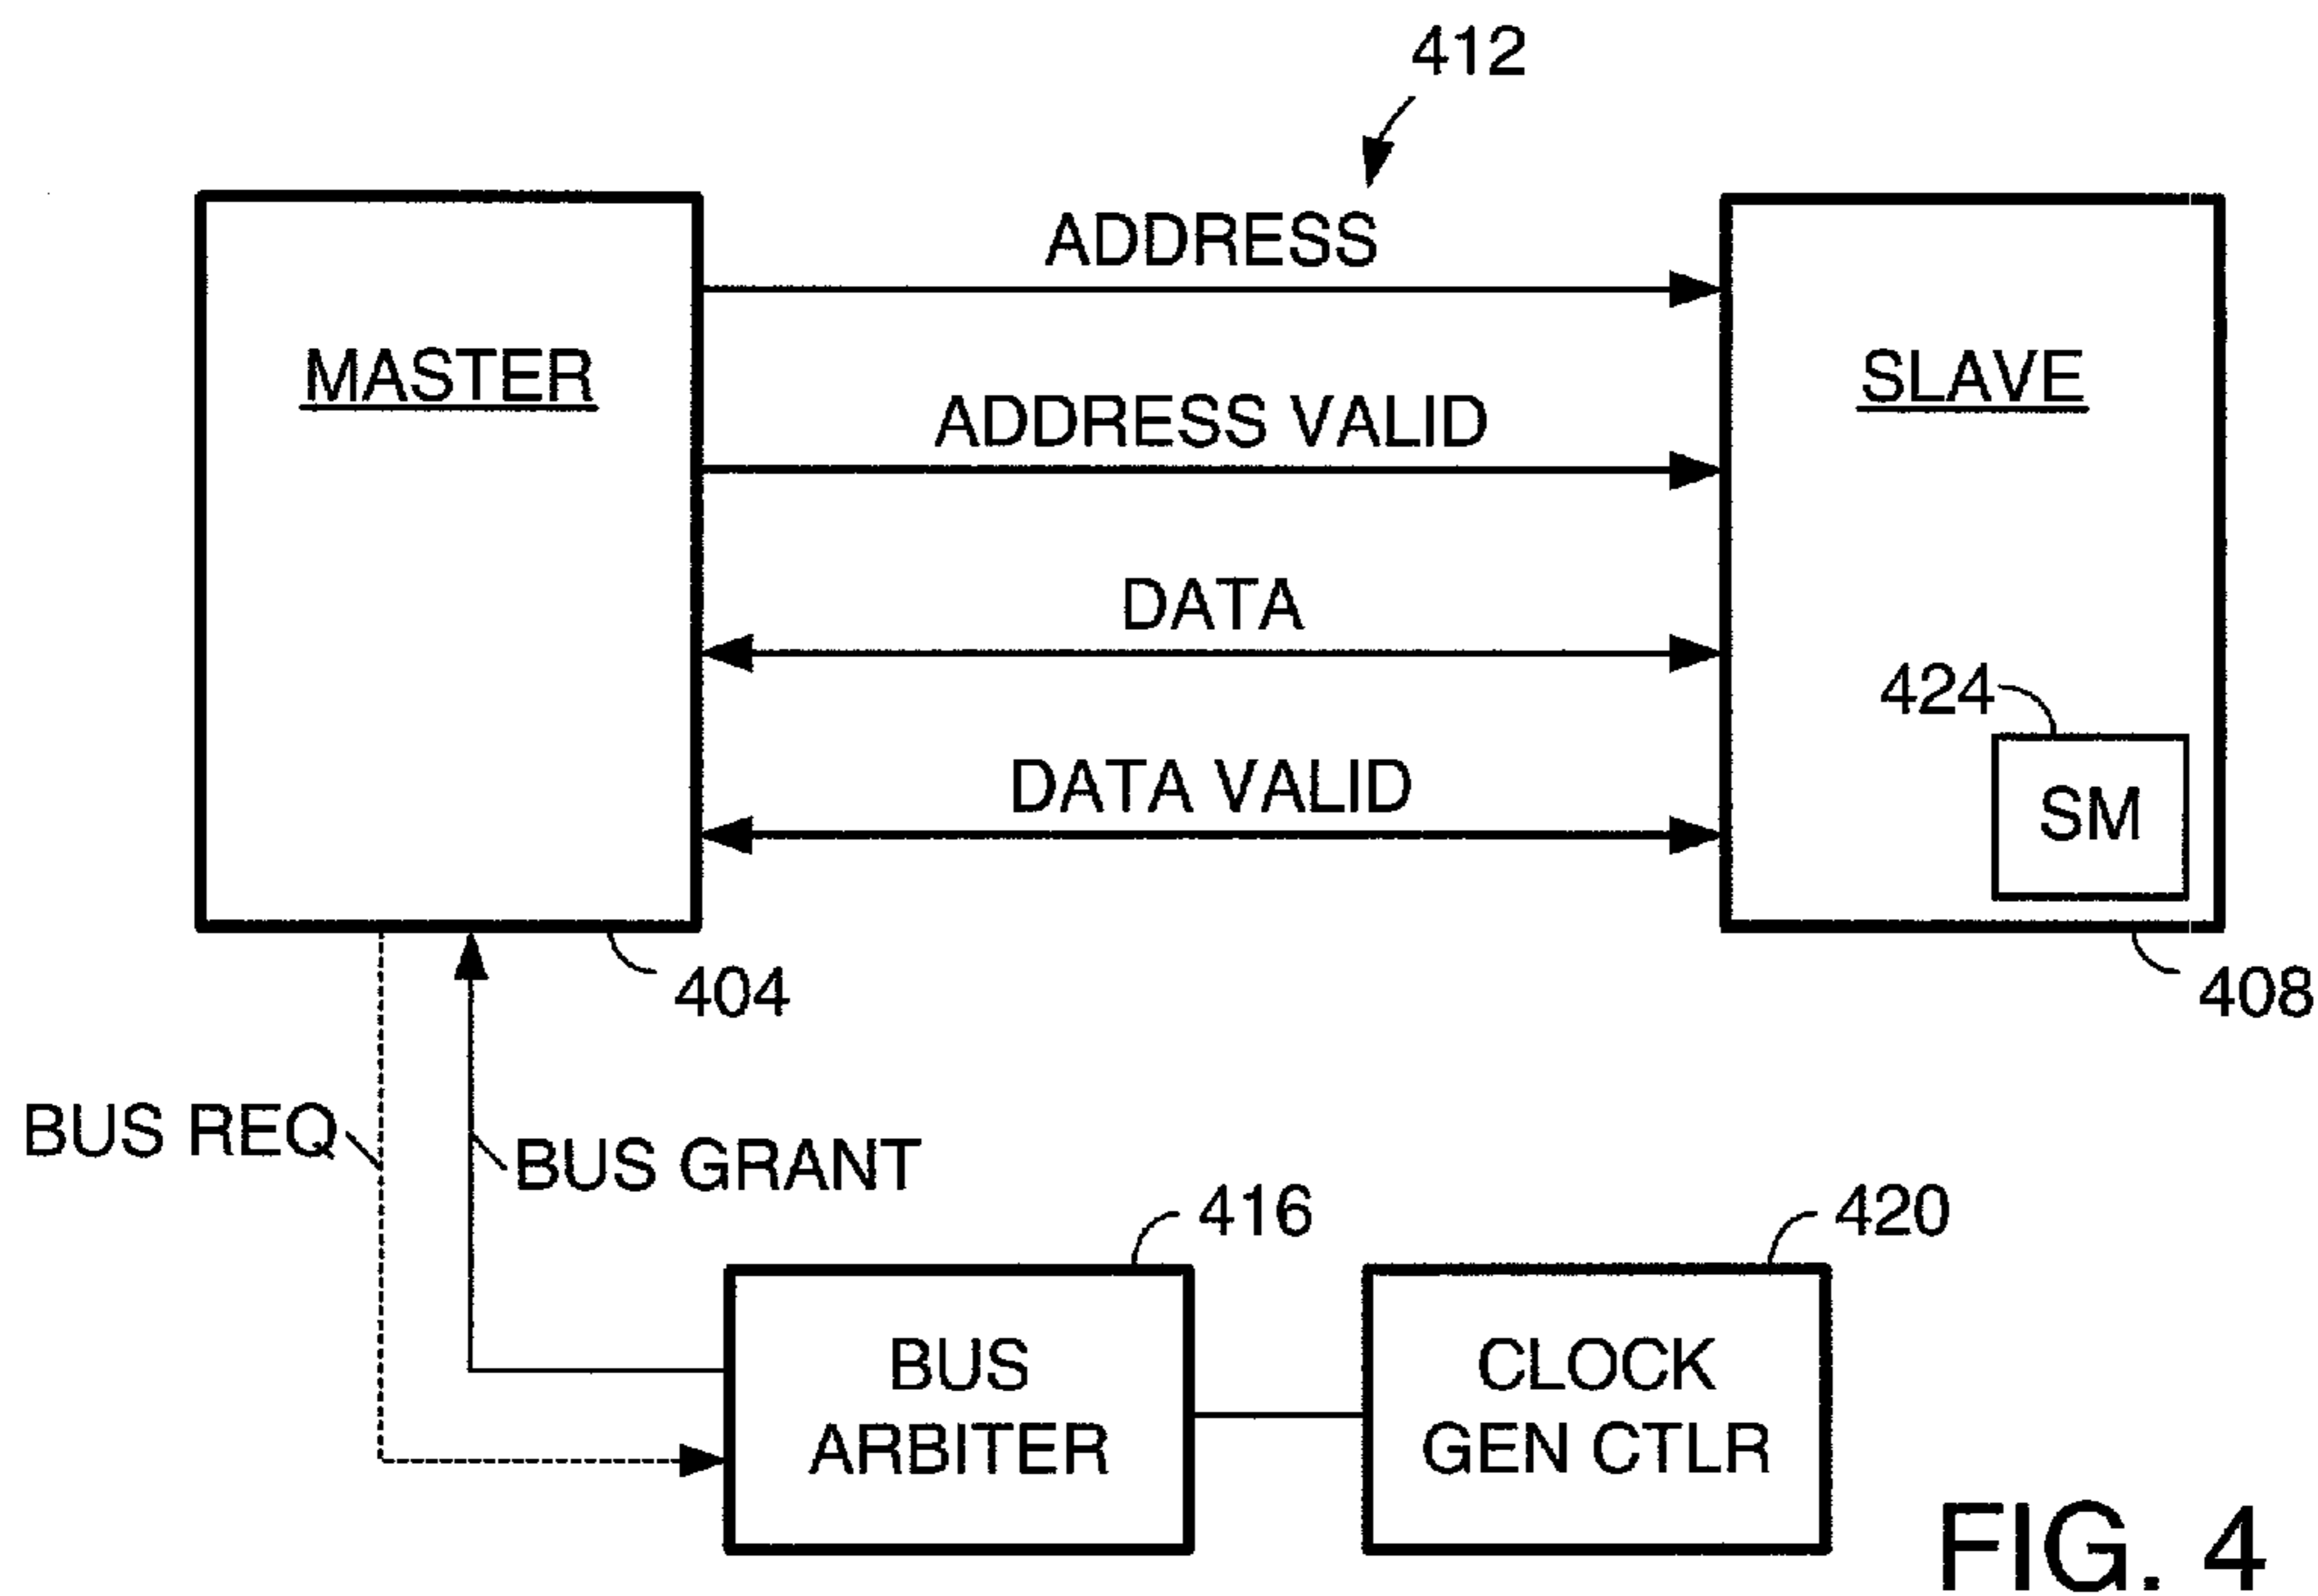 412
ADDRESS
MASTER
SLAVE
ADDRESS VALID
DATA
424
DATA VALID
SM
404
408
BUS REQ
BUS GRANT
416
420
BUS
ARBITER
CLOCK
GEN CTLR
FIG. 4